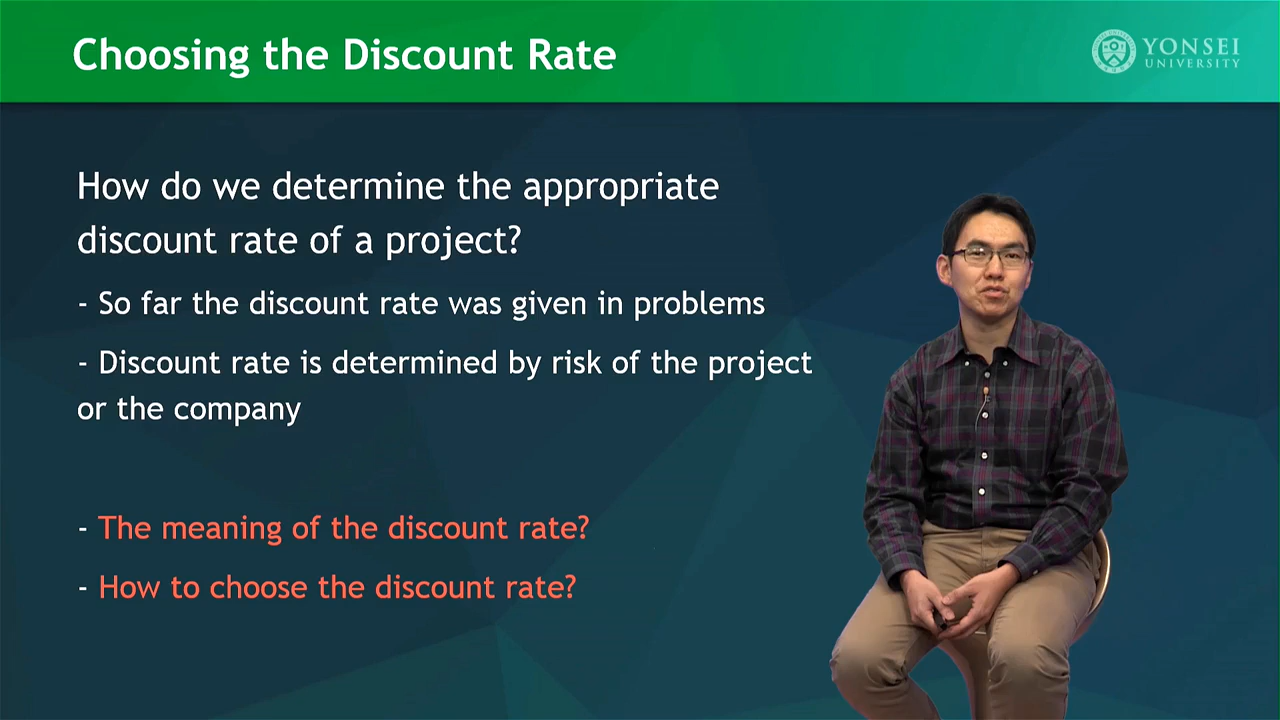 Choosing the Discount Rate
YONSEI
UNIVERSITY
How do we determine the appropriate
discount rate of a project?
- So far the discount rate was given in problems
- Discount rate is determined by risk of the project
or the company
- The meaning of the discount rate?
- How to choose the discount rate?